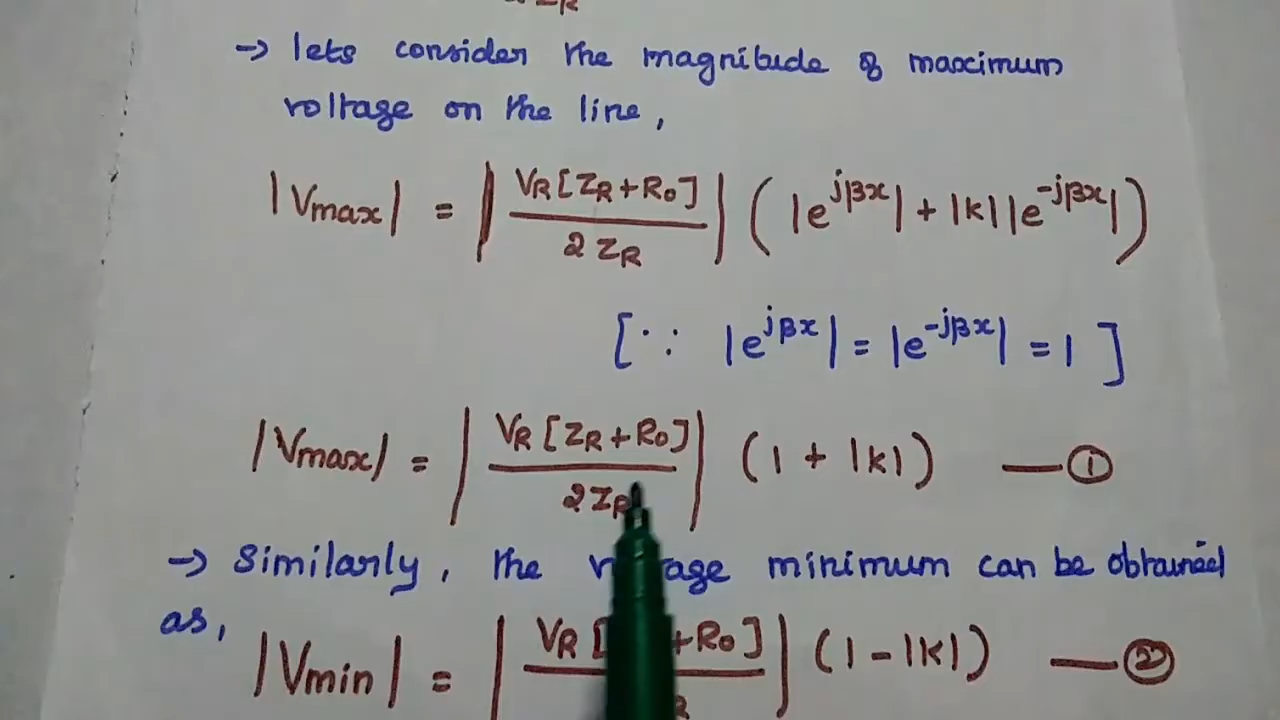 → lets consider the magnitude of maximum
voltage on the line,
|Vmax| = |VR[ZR+R0] / 2ZR| (|e^jβx| + |k||e^-jβx|)
[∵ |e^jβx| = |e^-jβx| = 1]
|Vmax| = |VR[ZR+R0] / 2ZR| (1 + |k|) — ①
→ Similarly, the minimum can be obtained
as,
|Vmin| = |VR[ +R0] / R| (1 - |k|) — ②